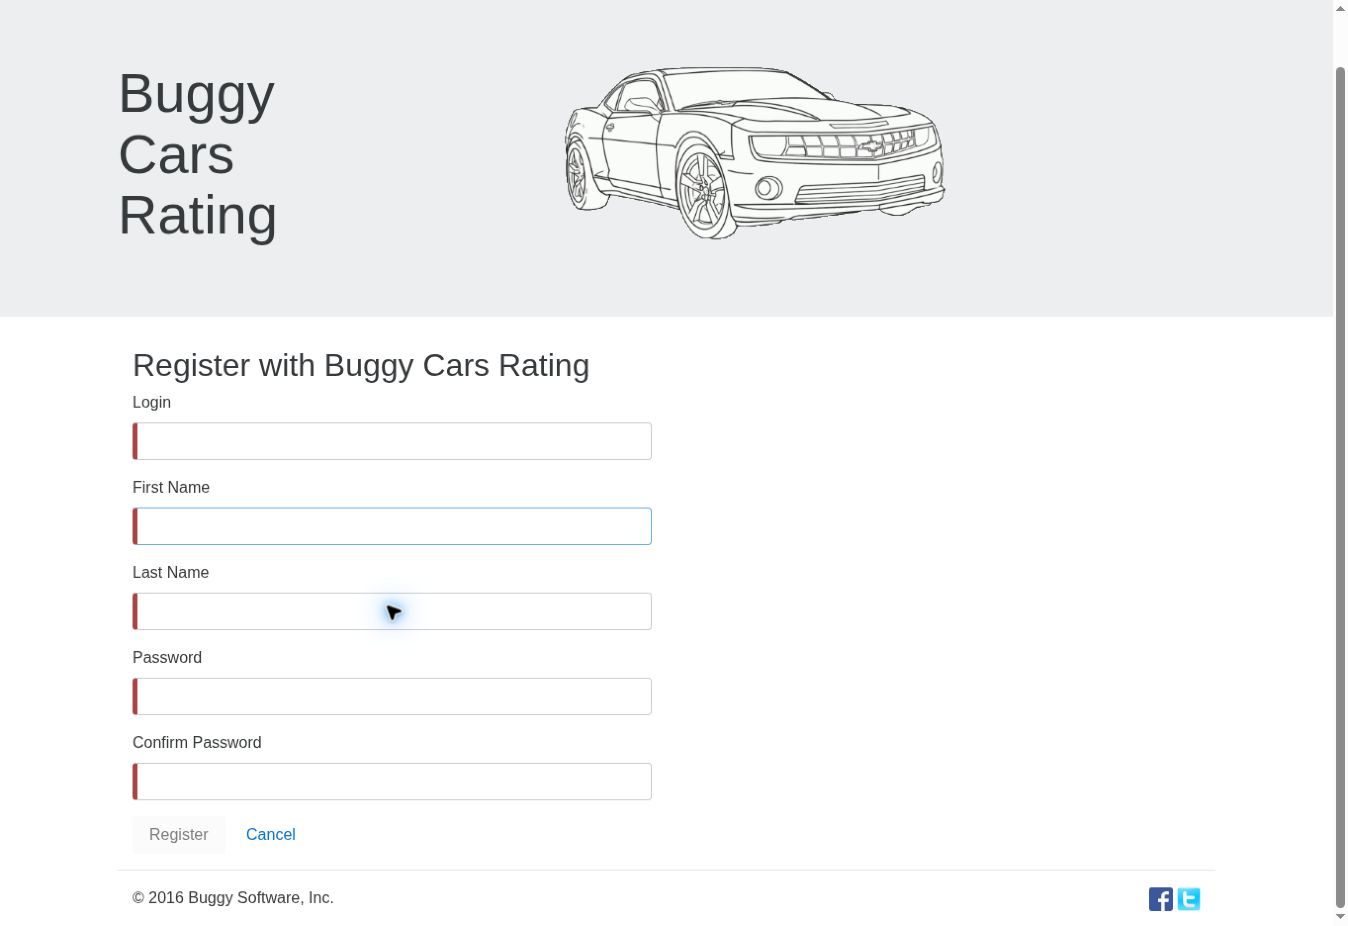 Buggy
Cars
Rating
Register with Buggy Cars Rating
Login
First Name
Last Name
Password
Confirm Password
Register Cancel
© 2016 Buggy Software, Inc.